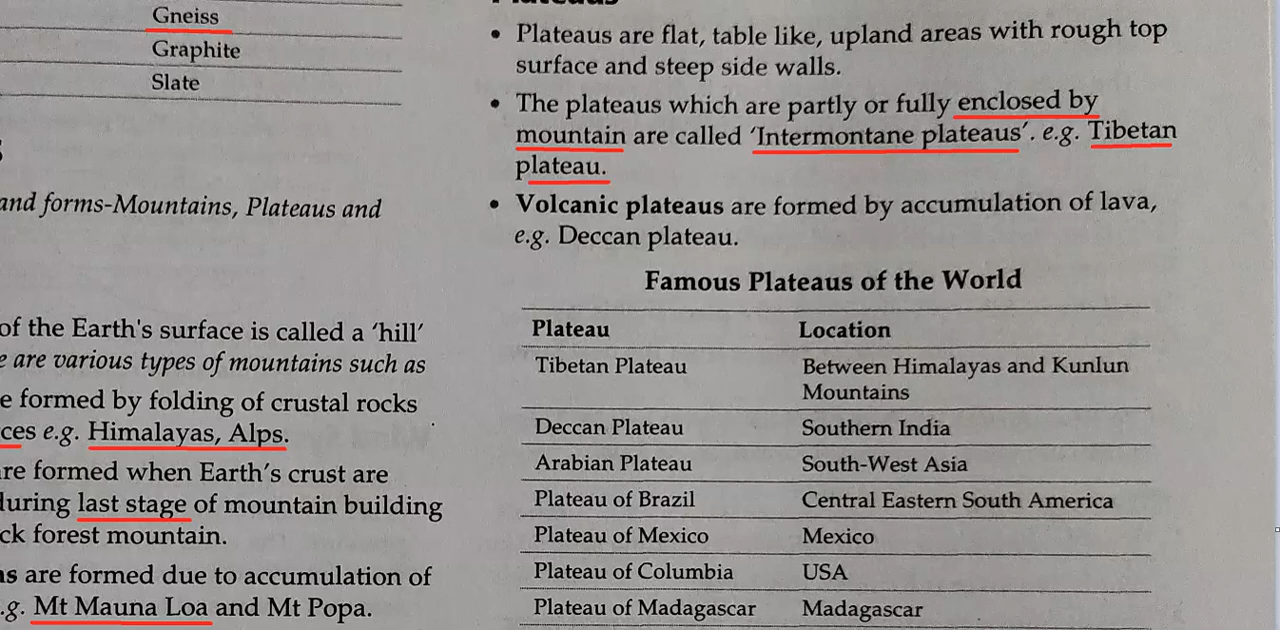 Gneiss
Graphite
Slate
and forms-Mountains, Plateaus and
of the Earth's surface is called a ‘hill’
are various types of mountains such as
formed by folding of crustal rocks
e.g. Himalayas, Alps.
formed when Earth’s crust are
last stage of mountain building
forest mountain.
are formed due to accumulation of
Mt Mauna Loa and Mt Popa.
Plateaus
• Plateaus are flat, table like, upland areas with rough top
surface and steep side walls.
• The plateaus which are partly or fully enclosed by
mountain are called ‘Intermontane plateaus’. e.g. Tibetan
plateau.
• Volcanic plateaus are formed by accumulation of lava,
e.g. Deccan plateau.
Famous Plateaus of the World
Plateau Location
Tibetan Plateau Between Himalayas and Kunlun
Mountains
Deccan Plateau Southern India
Arabian Plateau South-West Asia
Plateau of Brazil Central Eastern South America
Plateau of Mexico Mexico
Plateau of Columbia USA
Plateau of Madagascar Madagascar